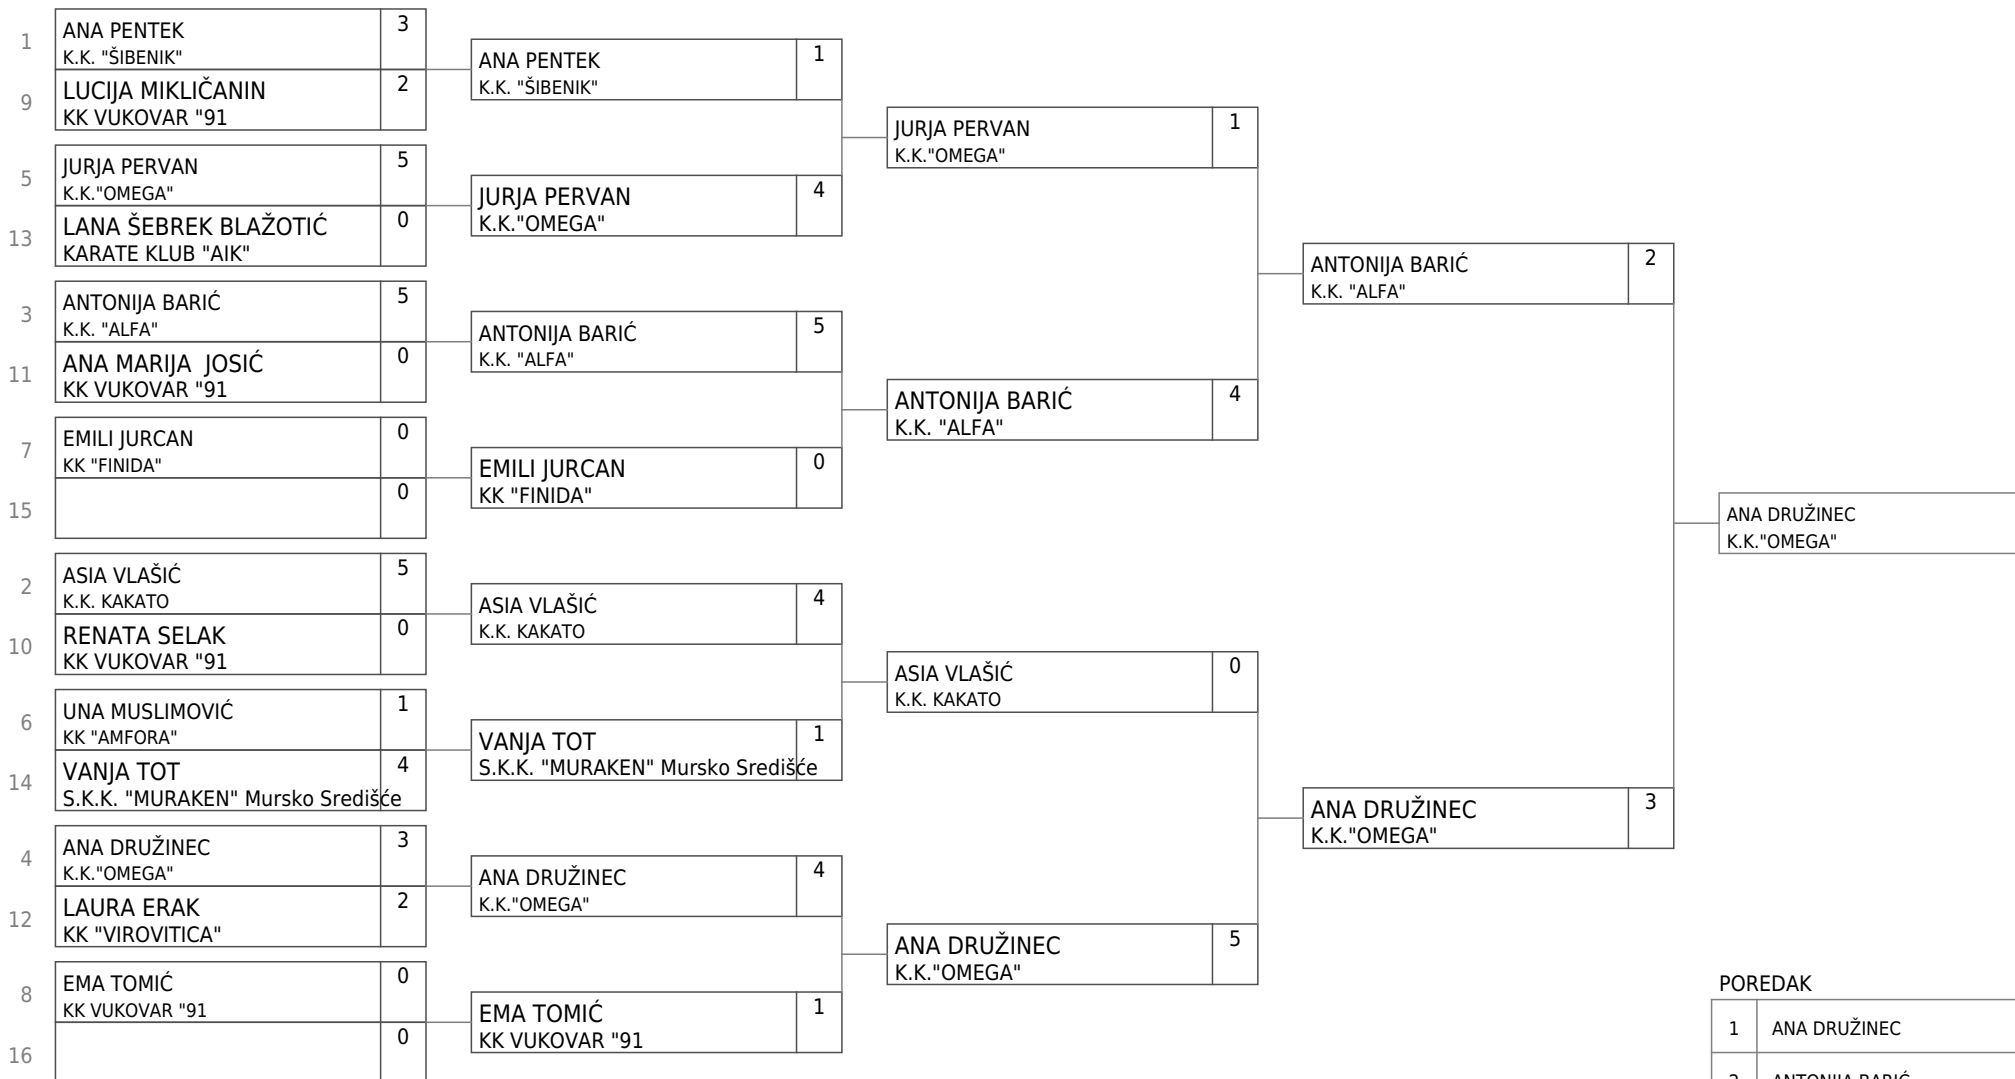 1
ANA PENTEK
3
K.K. "ŠIBENIK"
9
LUCIJA MIKLIČANIN
2
KK VUKOVAR "91
5
JURJA PERVAN
5
K.K."OMEGA"
13
LANA ŠEBREK BLAŽOTIĆ
0
KARATE KLUB "AIK"
3
ANTONIJA BARIĆ
5
K.K. "ALFA"
11
ANA MARIJA  JOSIĆ
0
KK VUKOVAR "91
7
EMILI JURCAN
0
KK "FINIDA"
15
0
2
ASIA VLAŠIĆ
5
K.K. KAKATO
10
RENATA SELAK
0
KK VUKOVAR "91
6
UNA MUSLIMOVIĆ
1
KK "AMFORA"
14
VANJA TOT
4
S.K.K. "MURAKEN" Mursko Središće
4
ANA DRUŽINEC
3
K.K."OMEGA"
12
LAURA ERAK
2
KK "VIROVITICA"
8
EMA TOMIĆ
0
KK VUKOVAR "91
16
0
ANA PENTEK
1
K.K. "ŠIBENIK"
JURJA PERVAN
4
K.K."OMEGA"
ANTONIJA BARIĆ
5
K.K. "ALFA"
EMILI JURCAN
0
KK "FINIDA"
ASIA VLAŠIĆ
4
K.K. KAKATO
VANJA TOT
1
S.K.K. "MURAKEN" Mursko Središće
ANA DRUŽINEC
4
K.K."OMEGA"
EMA TOMIĆ
1
KK VUKOVAR "91
JURJA PERVAN
1
K.K."OMEGA"
ANTONIJA BARIĆ
4
K.K. "ALFA"
ASIA VLAŠIĆ
0
K.K. KAKATO
ANA DRUŽINEC
5
K.K."OMEGA"
ANTONIJA BARIĆ
2
K.K. "ALFA"
ANA DRUŽINEC
3
K.K."OMEGA"
ANA DRUŽINEC
K.K."OMEGA"
POREDAK
1 ANA DRUŽINEC
2 ANTONIJA BARIĆ